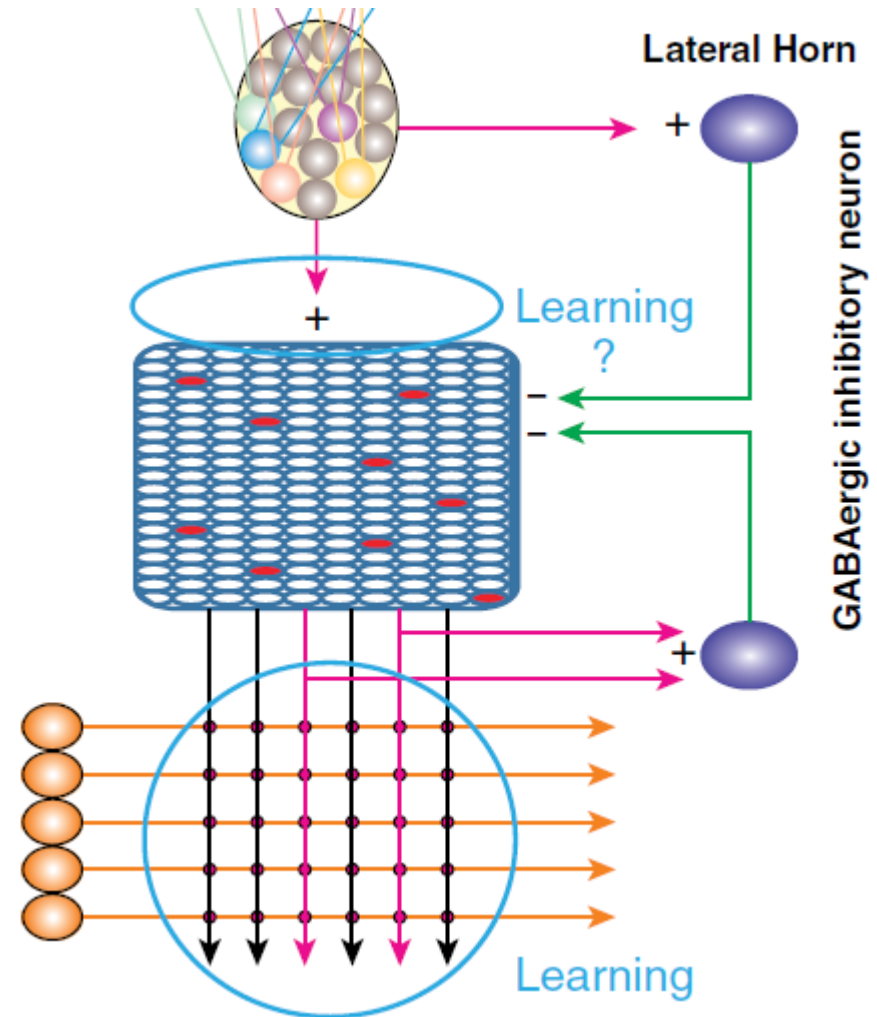 Lateral Horn
+
+
Learning
?
−
−
GABAergic inhibitory neuron
+
Learning